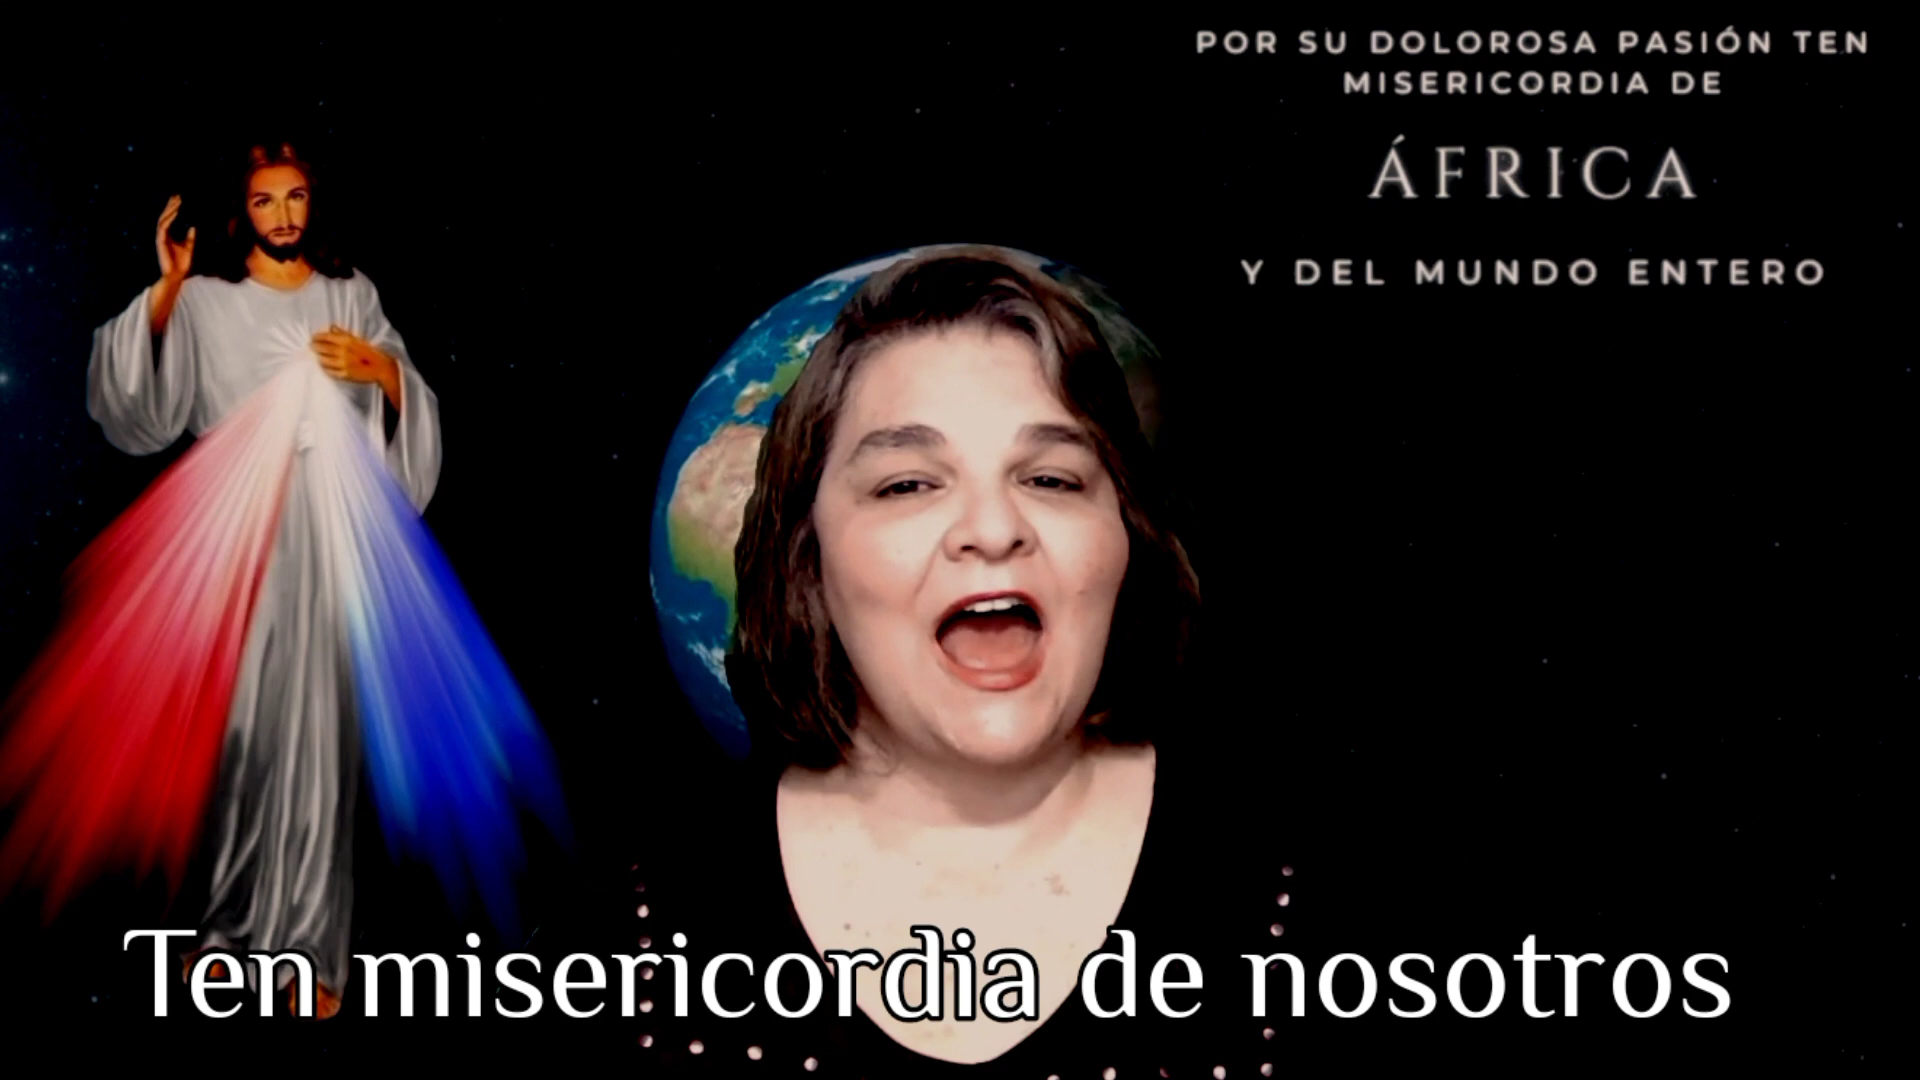 POR SU DOLOROSA PASIÓN TEN
MISERICORDIA DE
ÁFRICA
Y DEL MUNDO ENTERO
Ten misericordia de nosotros